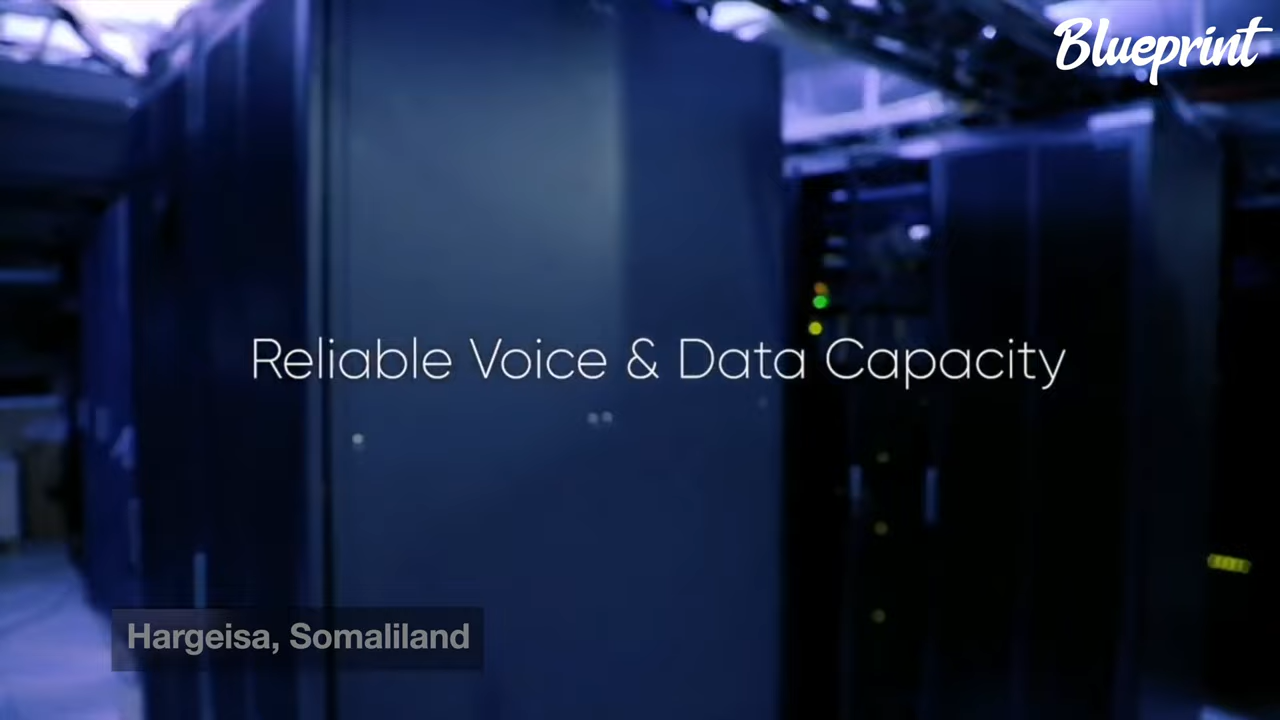 Blueprint
Reliable Voice & Data Capacity
Hargeisa, Somaliland